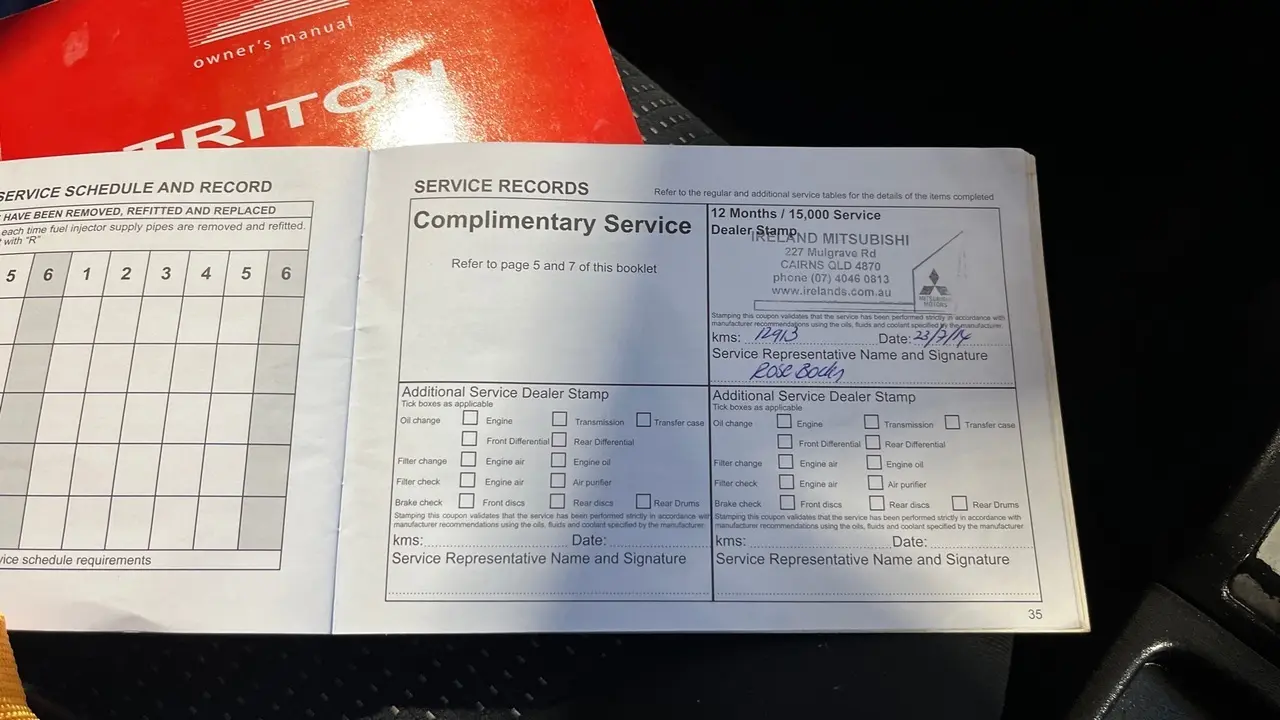 owner's manual
TRITON
SERVICE SCHEDULE AND RECORD
HAVE BEEN REMOVED, REFITTED AND REPLACED
each time fuel injector supply pipes are removed and refitted.
with "R"
5 6 1 2 3 4 5 6
vice schedule requirements
SERVICE RECORDS
Refer to the regular and additional service tables for the details of the items completed
Complimentary Service
Refer to page 5 and 7 of this booklet
12 Months / 15,000 Service
Dealer Stamp
IRELAND MITSUBISHI
227 Mulgrave Rd
CAIRNS QLD 4870
phone (07) 4046 0813
www.irelands.com.au
MITSUBISHI
MOTORS
Stamping this coupon validates that the service has been performed strictly in accordance with
manufacturer recommendations using the oils, fluids and coolant specified by the manufacturer.
kms: Date: 23/7/14
Service Representative Name and Signature
ROSE
Additional Service Dealer Stamp
Tick boxes as applicable
Oil change Engine Transmission Transfer case
Front Differential Rear Differential
Filter change Engine air Engine oil
Filter check Engine air Air purifier
Brake check Front discs Rear discs Rear Drums
Stamping this coupon validates that the service has been performed strictly in accordance with
manufacturer recommendations using the oils, fluids and coolant specified by the manufacturer.
kms: Date:
Service Representative Name and Signature
Additional Service Dealer Stamp
Tick boxes as applicable
Oil change Engine Transmission Transfer case
Front Differential Rear Differential
Filter change Engine air Engine oil
Filter check Engine air Air purifier
Brake check Front discs Rear discs Rear Drums
Stamping this coupon validates that the service has been performed strictly in accordance with
manufacturer recommendations using the oils, fluids and coolant specified by the manufacturer
kms: Date:
Service Representative Name and Signature
35